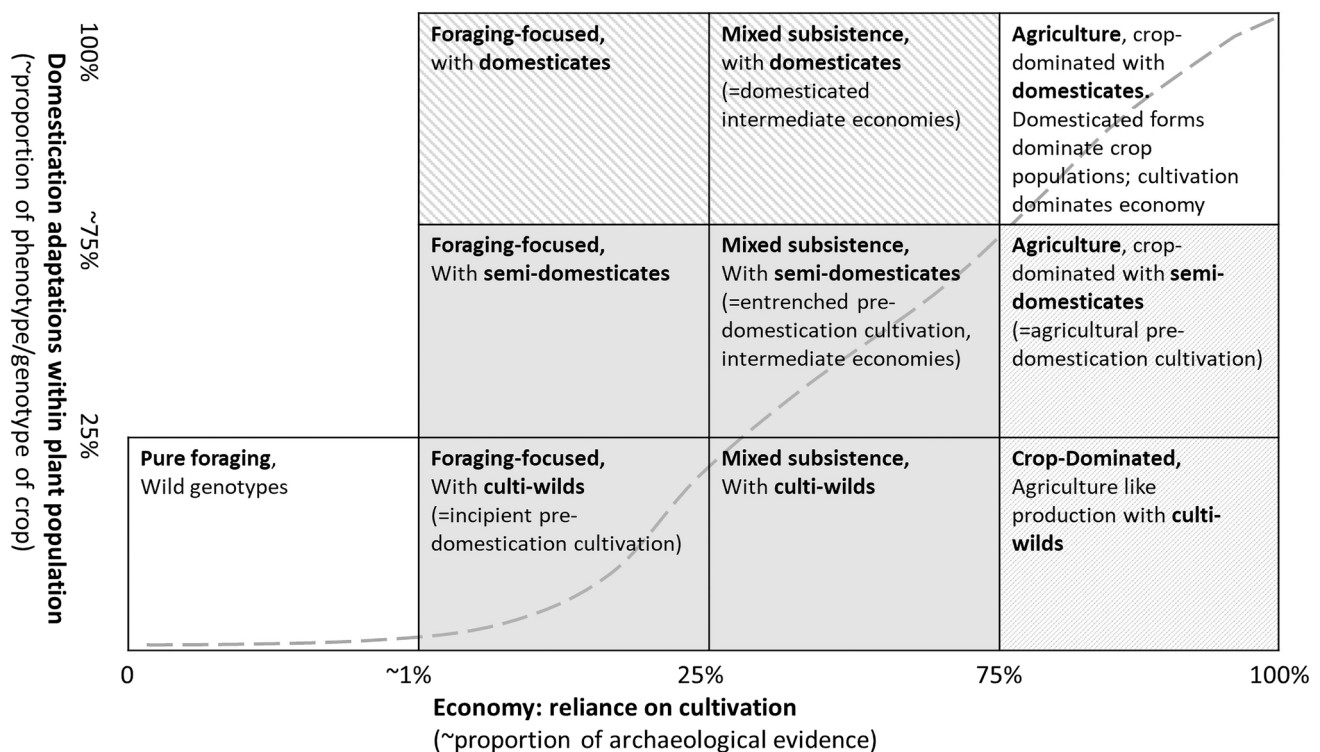 100%
~75%
25%
Domestication adaptations within plant population
(~proportion of phenotype/genotype of crop)
Foraging-focused,
with domesticates
Mixed subsistence,
with domesticates
(=domesticated
intermediate economies)
Agriculture, crop-
dominated with
domesticates.
Domesticated forms
dominate crop
populations; cultivation
dominates economy
Foraging-focused,
With semi-domesticates
Mixed subsistence,
With semi-domesticates
(=entrenched pre-
domestication cultivation,
intermediate economies)
Agriculture, crop-
dominated with semi-
domesticates
(=agricultural pre-
domestication cultivation)
Pure foraging,
Wild genotypes
Foraging-focused,
With culti-wilds
(=incipient pre-
domestication cultivation)
Mixed subsistence,
With culti-wilds
Crop-Dominated,
Agriculture like
production with culti-
wilds
0
~1%
25%
75%
100%
Economy: reliance on cultivation
(~proportion of archaeological evidence)